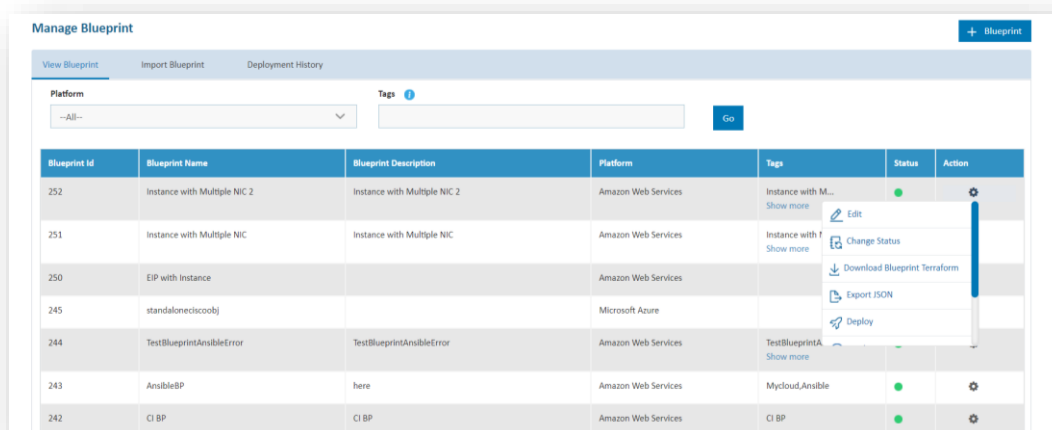 Manage Blueprint
+ Blueprint
View Blueprint Import Blueprint Deployment History
Platform Tags i
--All-- Go
Blueprint Id Blueprint Name Blueprint Description Platform Tags Status Action
252 Instance with Multiple NIC 2 Instance with Multiple NIC 2 Amazon Web Services Instance with M...
Show more
Edit
251 Instance with Multiple NIC Instance with Multiple NIC Amazon Web Services Instance with
Show more
Change Status
Download Blueprint Terraform
250 EIP with Instance Amazon Web Services
Export JSON
245 standaloneciscoobj Microsoft Azure
Deploy
244 TestBlueprintAnsibleError TestBlueprintAnsibleError Amazon Web Services TestBlueprintA
Show more
243 AnsibleBP here Amazon Web Services Mycloud,Ansible
242 CI BP CI BP Amazon Web Services CI BP